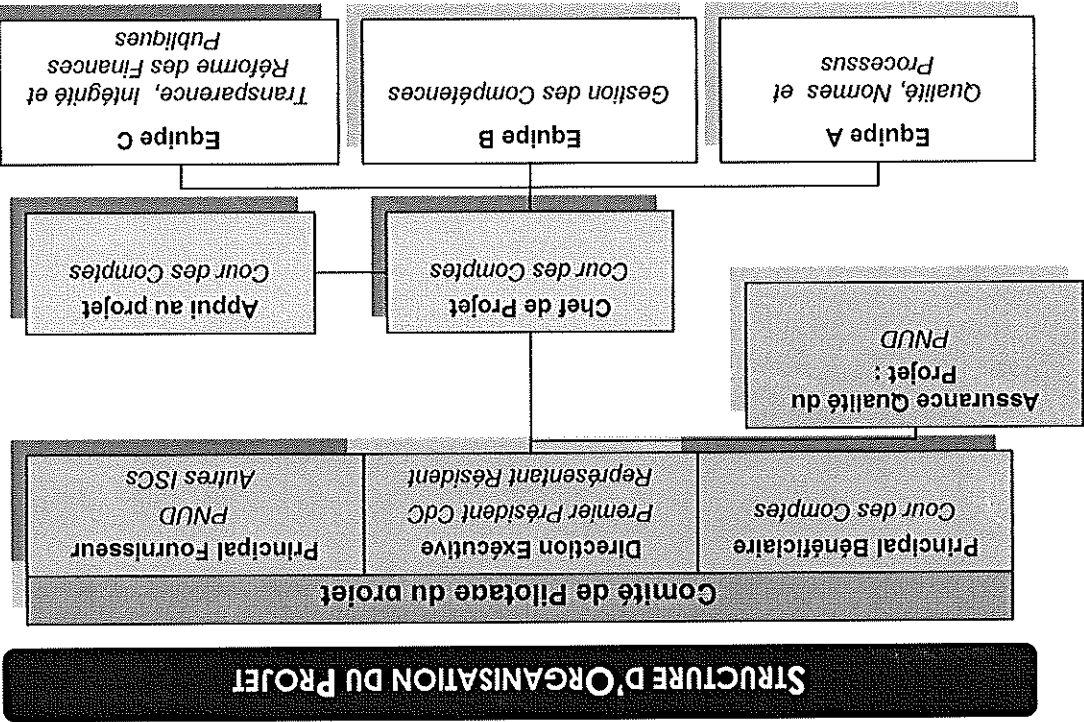 STRUCTURE D'ORGANISATION DU PROJET
Comité de Pilotage du projet
Principal Bénéficiaire
Cour des Comptes
Direction Exécutive
Premier Président CdC
Représentant Résident
Principal Fournisseur
PNUD
Autres ISCs
Assurance Qualité du
Projet :
PNUD
Chef de Projet
Cour des Comptes
Appui au projet
Cour des Comptes
Equipe A
Qualité, Normes et
Processus
Equipe B
Gestion des Compétences
Equipe C
Transparence, Intégrité et
Réforme des Finances
Publiques